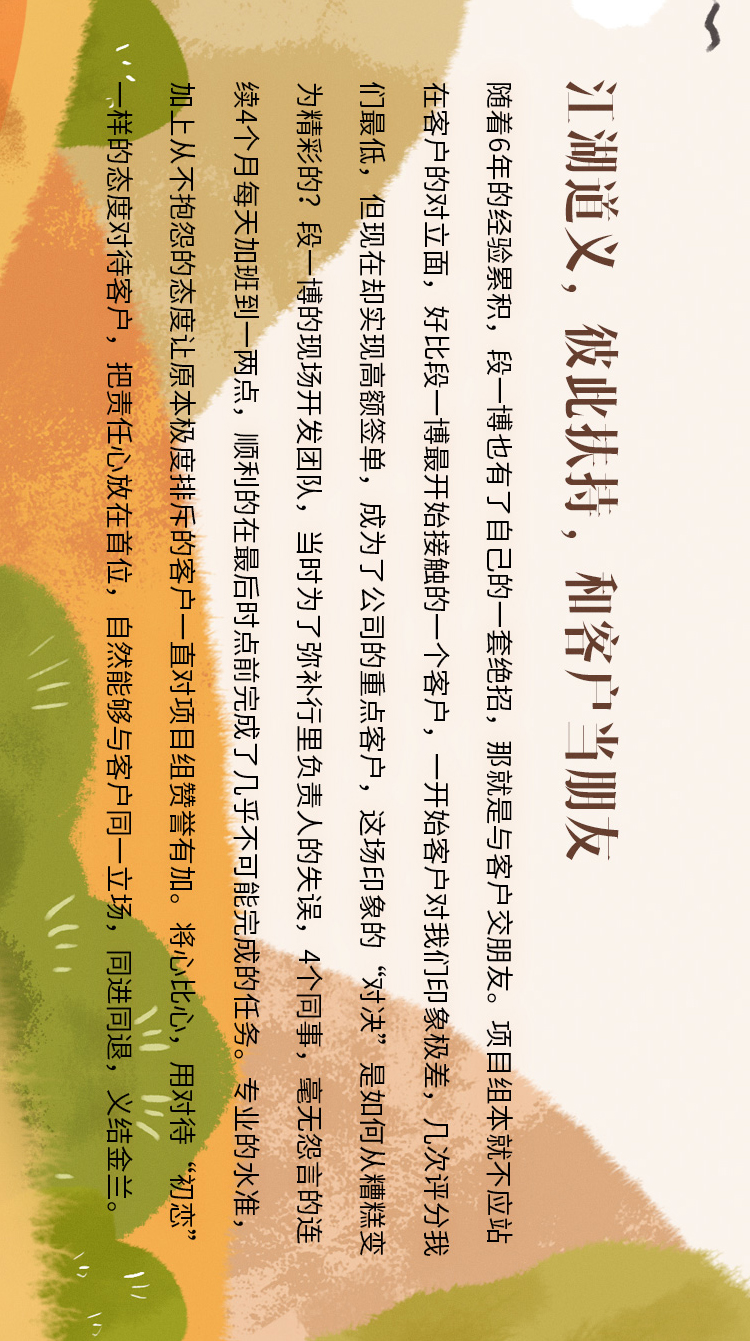 江湖道义，彼此扶持，和客户当朋友
随着6年的经验累积，段一博也有了自己的一套绝招，那就是与客户交朋友。项目组本就不应站
在客户的对立面，好比段一博最开始接触的一个客户，一开始客户对我们印象极差，几次评分我
们最低，但现在却实现高额签单，成为了公司的重点客户，这场印象的“对决”是如何从糟糕变
为精彩的？段一博的现场开发团队，当时为了弥补行里负责人的失误，4个同事，毫无怨言的连
续4个月每天加班到一两点，顺利的在最后时点前完成了几乎不可能完成的任务。专业的水准，
加上从不抱怨的态度让原本极度排斥的客户一直对项目组赞誉有加。将心比心，用对待“初恋”
一样的态度对待客户，把责任心放在首位，自然能够与客户同一立场，同进同退，义结金兰。